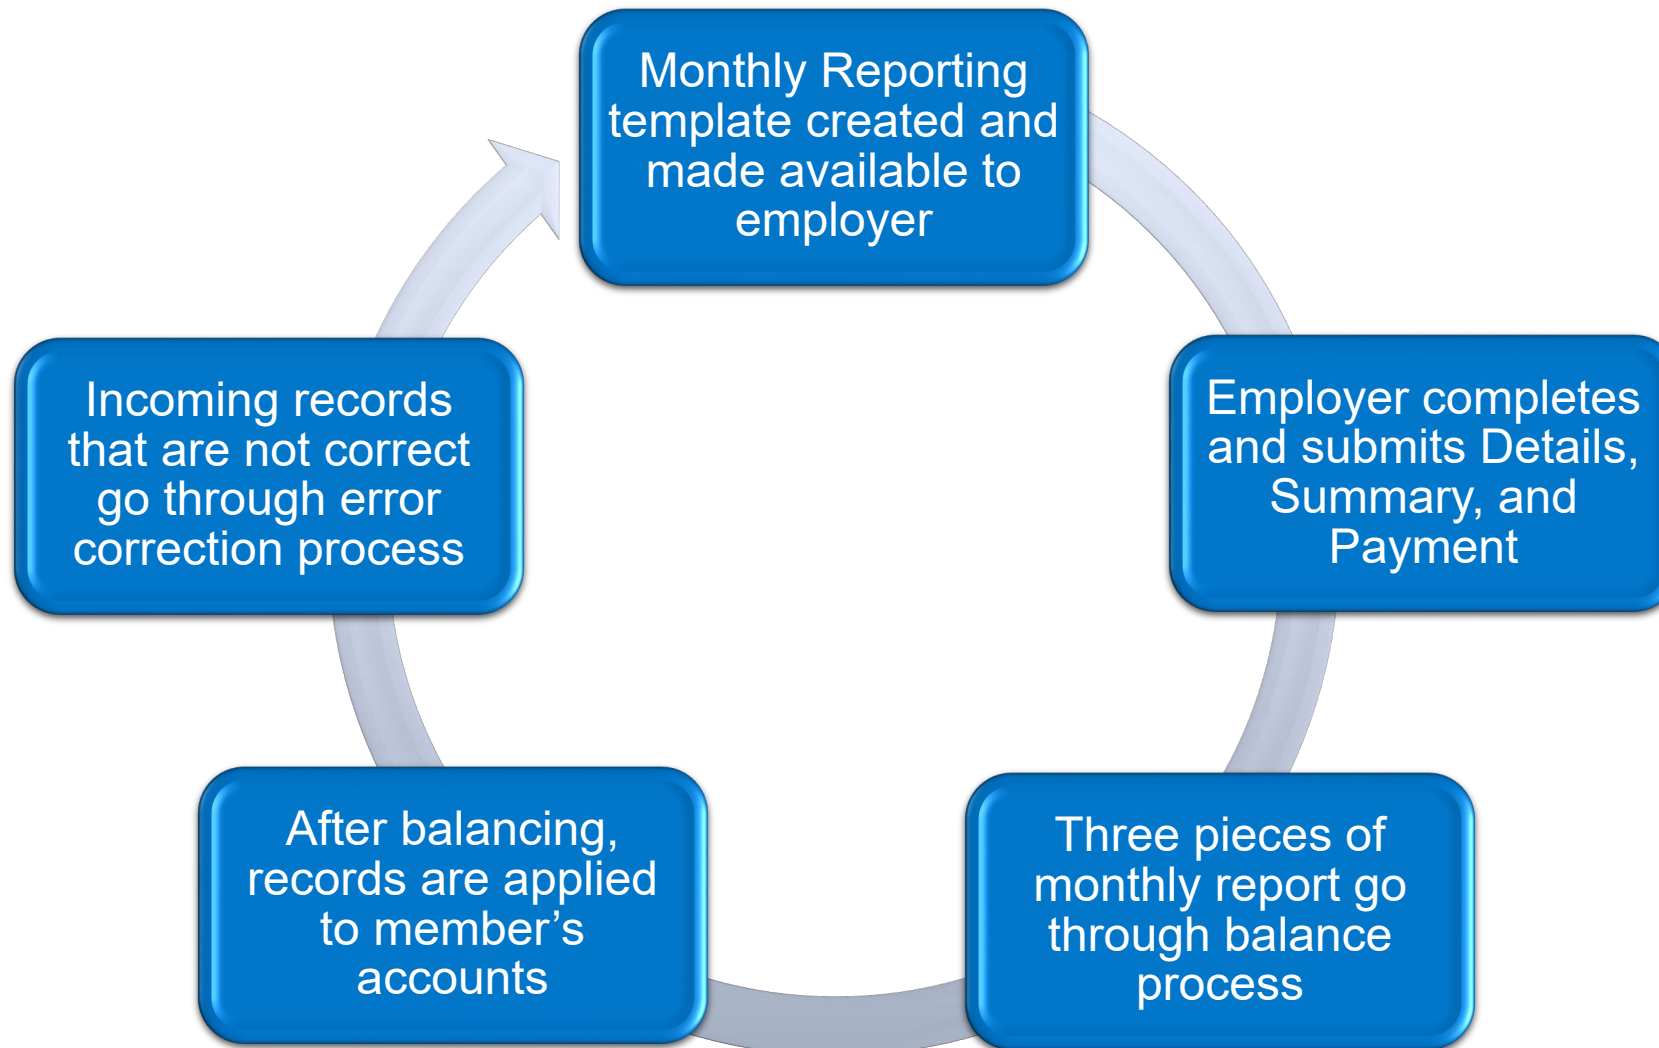 Monthly Reporting
template created and
made available to
employer
Employer completes
and submits Details,
Summary, and
Payment
Three pieces of
monthly report go
through balance
process
After balancing,
records are applied
to member’s
accounts
Incoming records
that are not correct
go through error
correction process